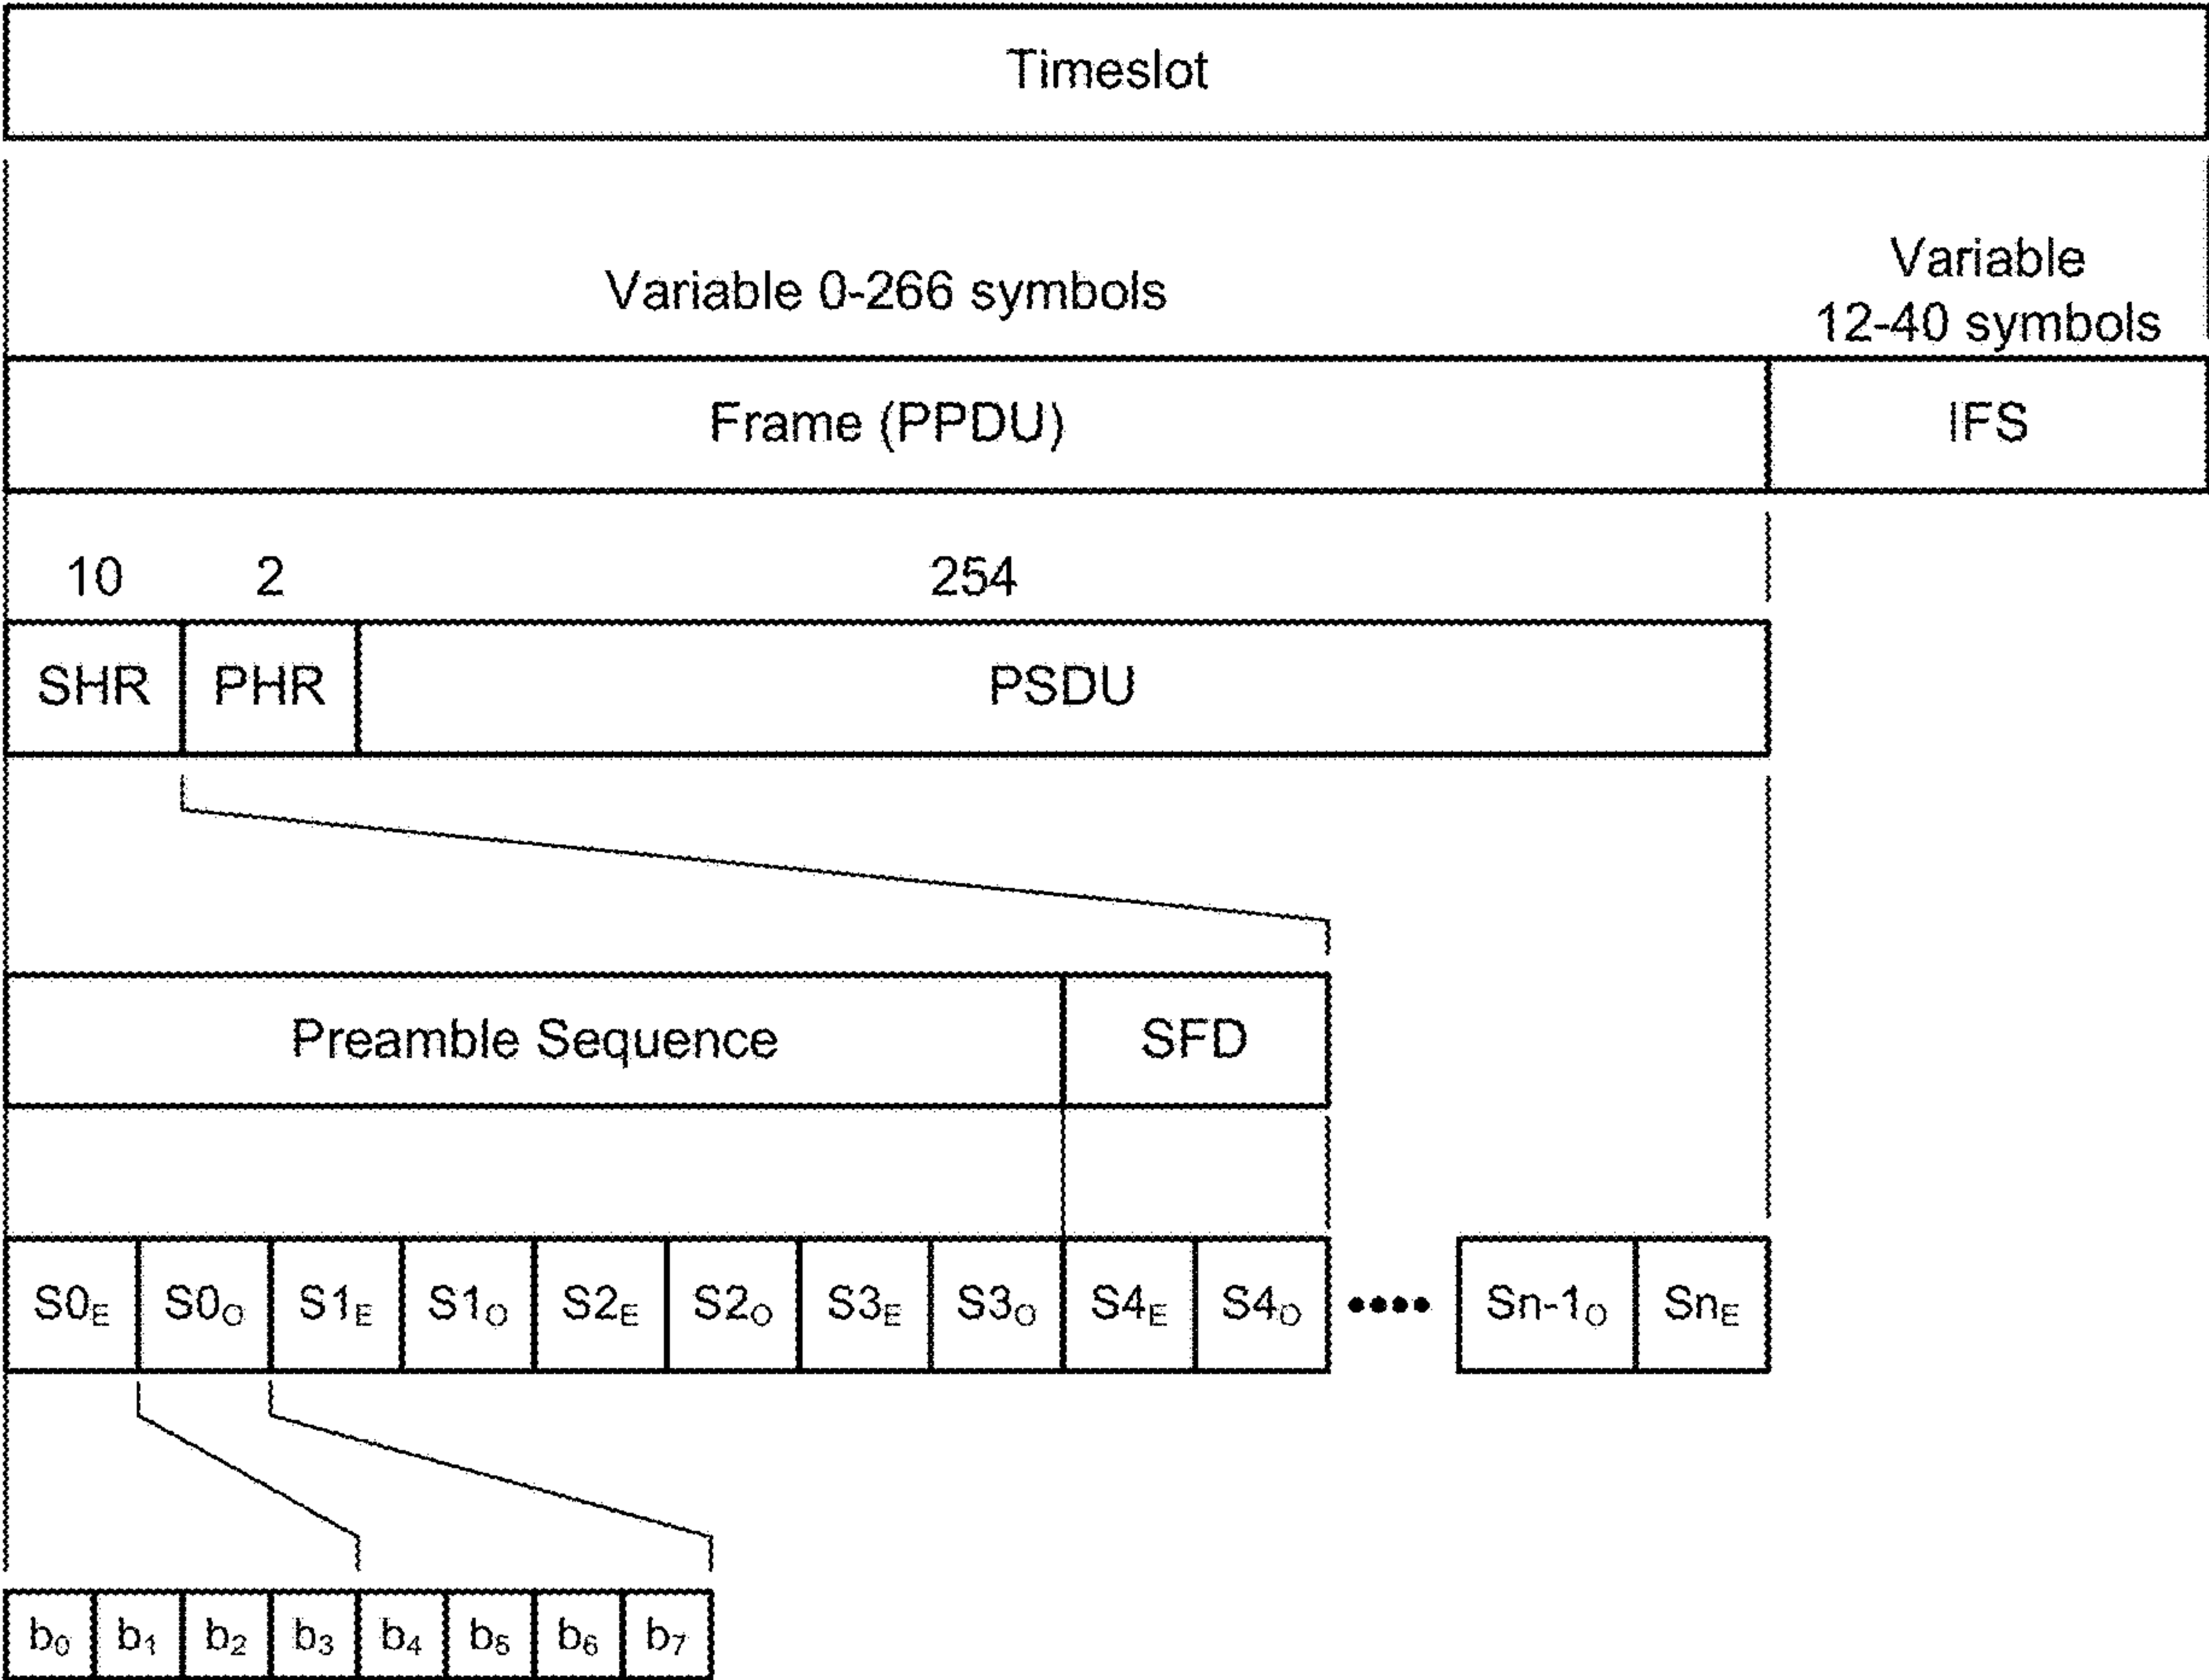 Timeslot
Variable 0-266 symbols
Variable
12-40 symbols
Frame (PPDU)
IFS
10
2
254
SHR
PHR
PSDU
Preamble Sequence
SFD
S0E
S0O
S1E
S1O
S2E
S2O
S3E
S3O
S4E
S4O
••••
Sn-1O
SnE
b0
b1
b2
b3
b4
b5
b6
b7